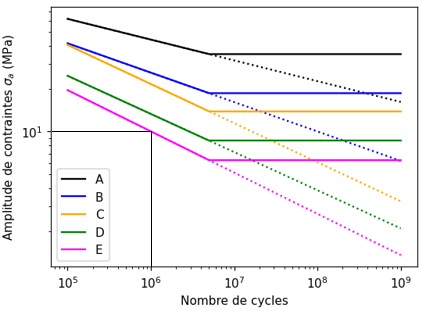 Amplitude de contraintes σₐ (MPa)
10¹
A
B
C
D
E
10⁵ 10⁶ 10⁷ 10⁸ 10⁹
Nombre de cycles